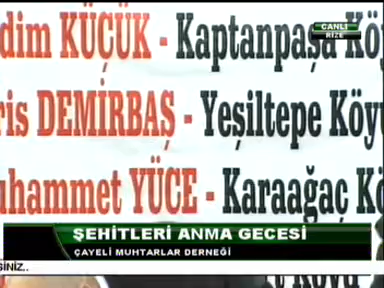 CANLI
RİZE
dim KÜÇÜK - Kaptanpaşa Köy
ris DEMİRBAŞ - Yeşiltepe Köy
uhammet YÜCE - Karaağaç Kö
ŞEHİTLERİ ANMA GECESİ
ÇAYELİ MUHTARLAR DERNEĞİ
SİNİZ..